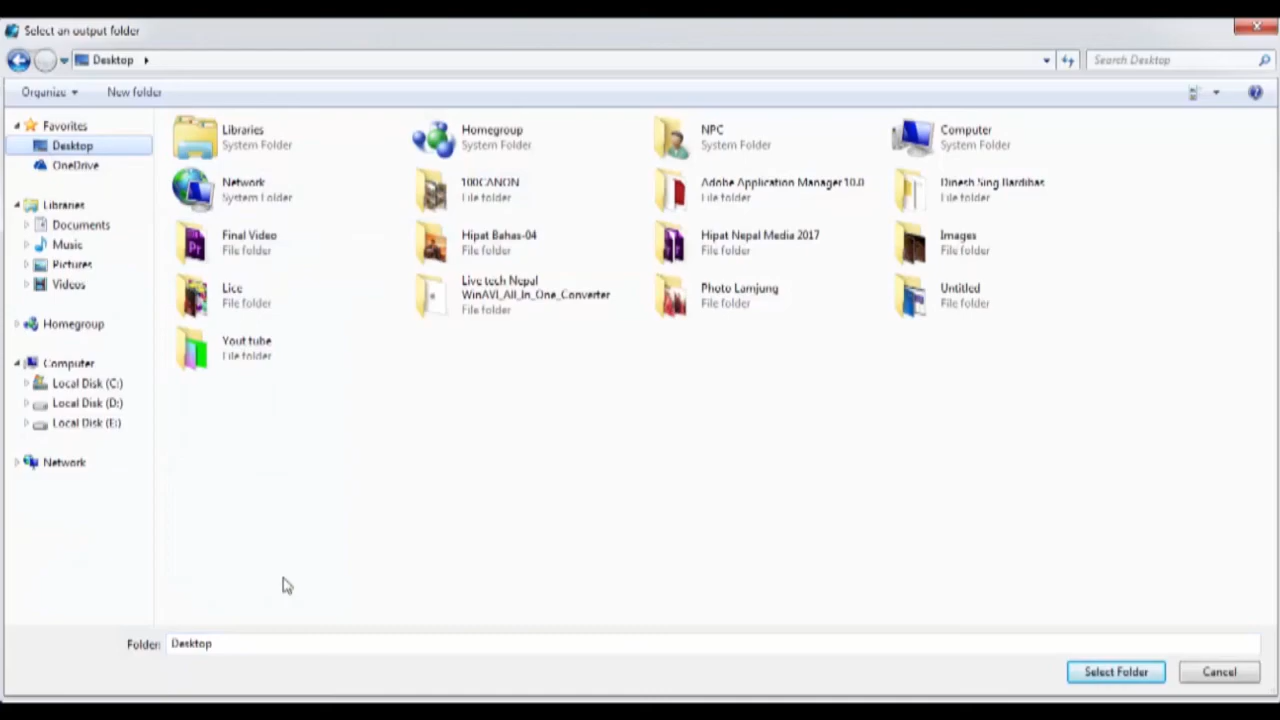 Select an output folder
Desktop
Search Desktop
Organize
New folder
Favorites
Desktop
OneDrive
Libraries
Documents
Music
Pictures
Videos
Homegroup
Computer
Local Disk (C:)
Local Disk (D:)
Local Disk (E:)
Network
Libraries
System Folder
Homegroup
System Folder
NPC
System Folder
Computer
System Folder
Network
System Folder
100CANON
File folder
Adobe Application Manager 10.0
File folder
Dinesh Sing Bardibas
File folder
Final Video
File folder
Hipat Bahas-04
File folder
Hipat Nepal Media 2017
File folder
Images
File folder
Lice
File folder
Live tech Nepal
WinAVI_All_In_One_Converter
File folder
Photo Lamjung
File folder
Untitled
File folder
Yout tube
File folder
Folder: Desktop
Select Folder
Cancel